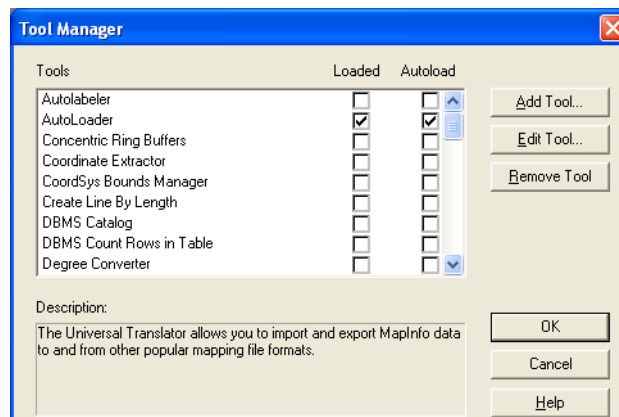 Tool Manager
Tools Loaded Autoload
Autolabeler
AutoLoader
Concentric Ring Buffers
Coordinate Extractor
CoordSys Bounds Manager
Create Line By Length
DBMS Catalog
DBMS Count Rows in Table
Degree Converter
Add Tool...
Edit Tool...
Remove Tool
Description:
The Universal Translator allows you to import and export MapInfo data
to and from other popular mapping file formats.
OK
Cancel
Help